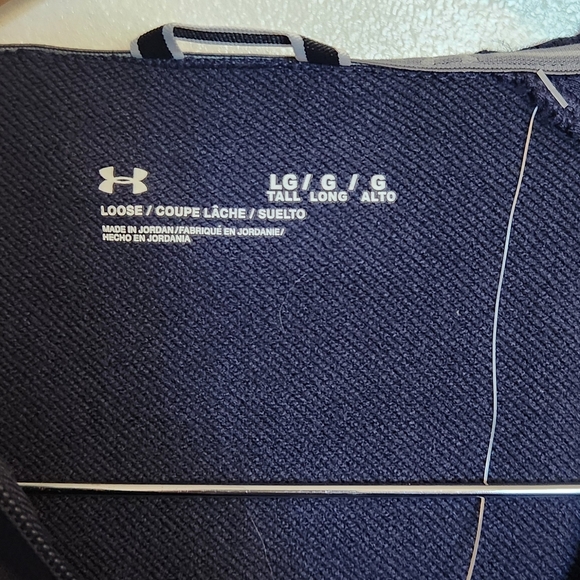 LG / G / G
TALL LONG ALTO
LOOSE / COUPE LÂCHE / SUELTO
MADE IN JORDAN/FABRIQUÉ EN JORDANIE/
HECHO EN JORDANIA